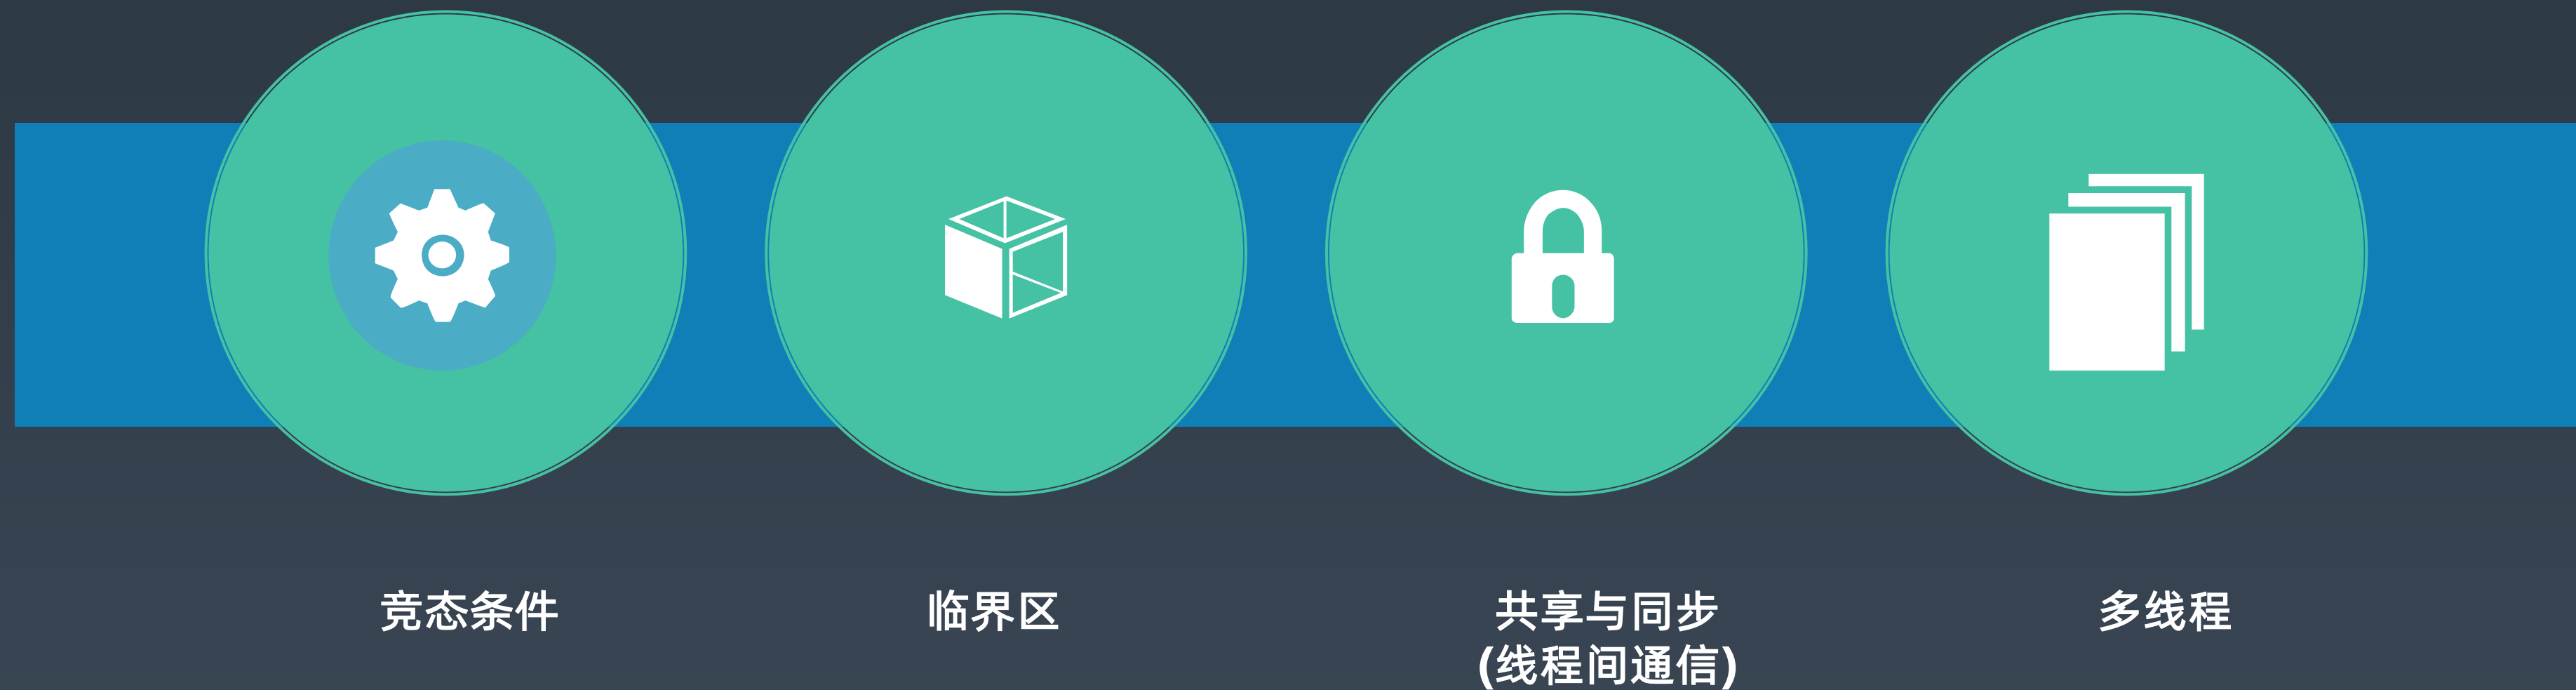 竞态条件
临界区
共享与同步
(线程间通信)
多线程